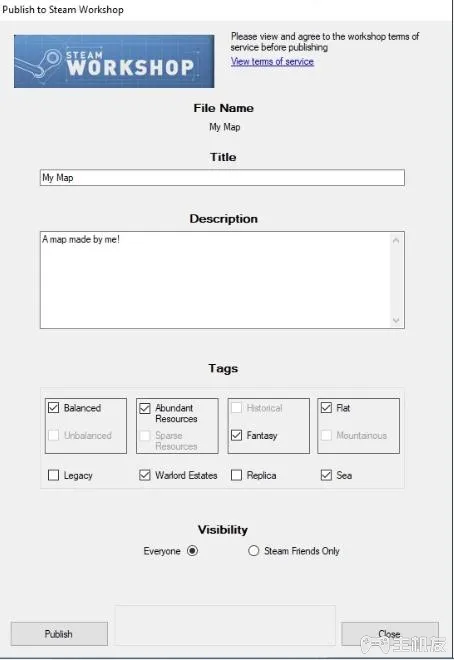 Publish to Steam Workshop
STEAM
WORKSHOP
Please view and agree to the workshop terms of
service before publishing
View terms of service
File Name
My Map
Title
My Map
Description
A map made by me!
Tags
Balanced
Abundant
Resources
Historical
Flat
Unbalanced
Sparse
Resources
Fantasy
Mountainous
Legacy
Warlord Estates
Replica
Sea
Visibility
Everyone
Steam Friends Only
Publish
Close
主机友